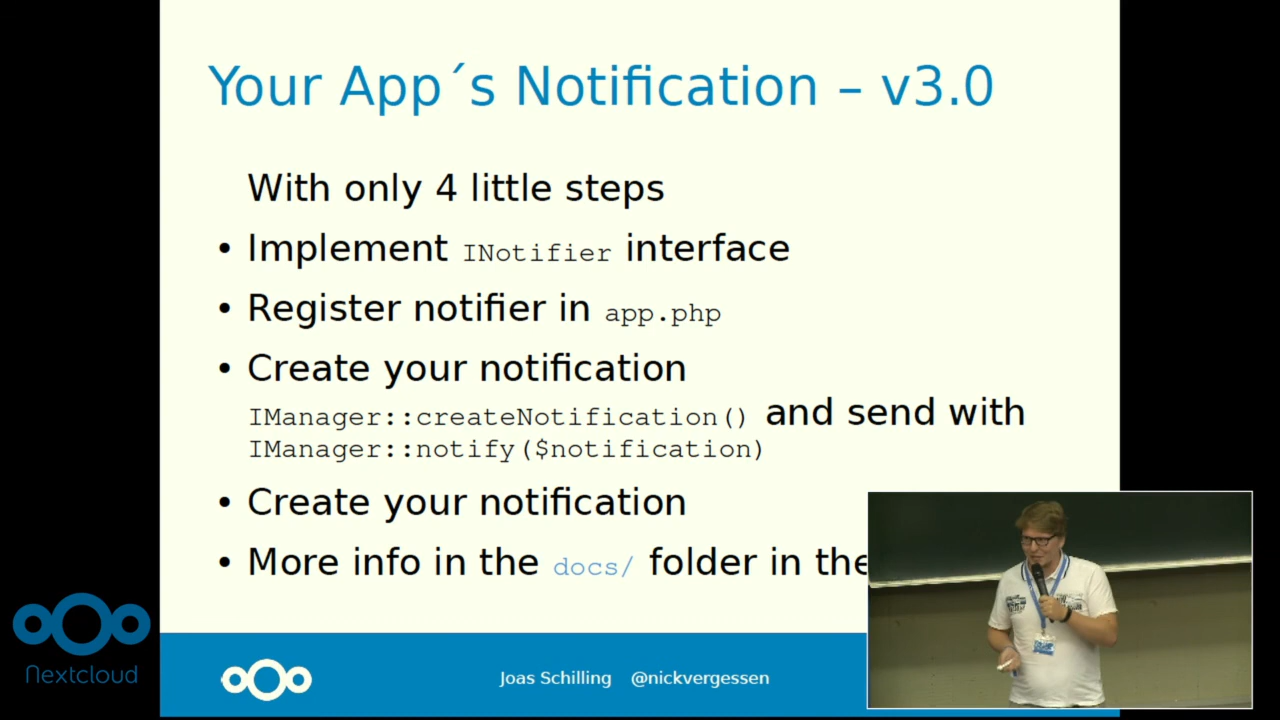 Your App´s Notification – v3.0
With only 4 little steps
• Implement INotifier interface
• Register notifier in app.php
• Create your notification
IManager::createNotification() and send with
IManager::notify($notification)
• Create your notification
• More info in the docs/ folder in the
Nextcloud
Joas Schilling @nickvergessen